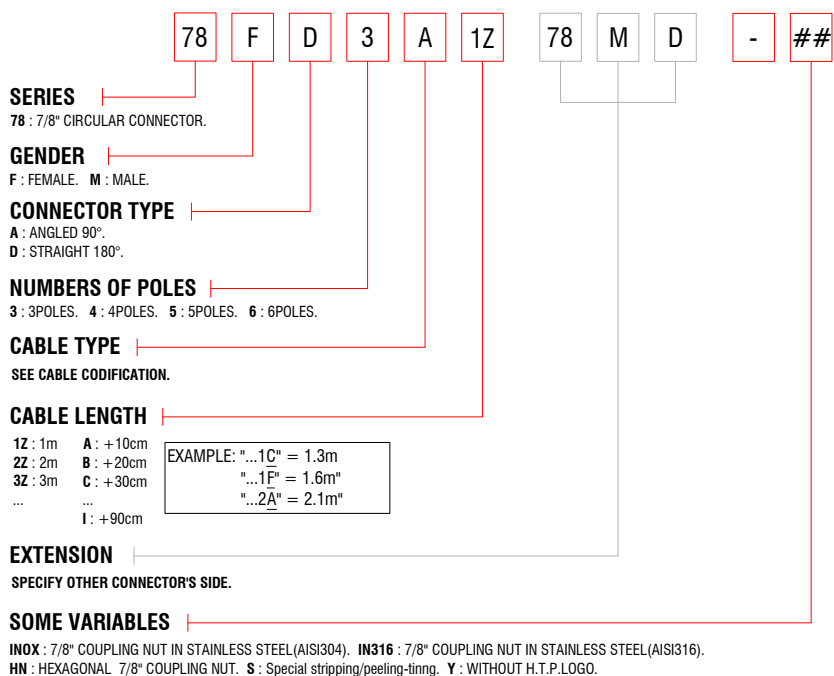 78 F D 3 A 1Z 78 M D - ##
SERIES
78 : 7/8" CIRCULAR CONNECTOR.
GENDER
F : FEMALE. M : MALE.
CONNECTOR TYPE
A : ANGLED 90°.
D : STRAIGHT 180°.
NUMBERS OF POLES
3 : 3POLES. 4 : 4POLES. 5 : 5POLES. 6 : 6POLES.
CABLE TYPE
SEE CABLE CODIFICATION.
CABLE LENGTH
1Z : 1m A : +10cm
2Z : 2m B : +20cm
3Z : 3m C : +30cm
... ...
I : +90cm
EXAMPLE: "...1C" = 1.3m
"...1F" = 1.6m"
"...2A" = 2.1m"
EXTENSION
SPECIFY OTHER CONNECTOR'S SIDE.
SOME VARIABLES
INOX : 7/8" COUPLING NUT IN STAINLESS STEEL(AISI304). IN316 : 7/8" COUPLING NUT IN STAINLESS STEEL(AISI316).
HN : HEXAGONAL 7/8" COUPLING NUT. S : Special stripping/peeling-tinng. Y : WITHOUT H.T.P.LOGO.